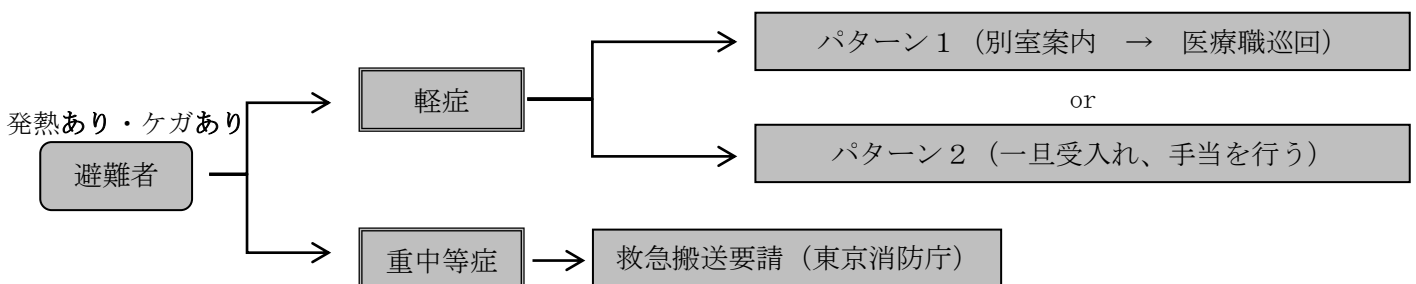 パターン１（別室案内　→　医療職巡回）
軽症
or
発熱あり・ケガあり
パターン２（一旦受入れ、手当を行う）
避難者
重中等症
救急搬送要請（東京消防庁）